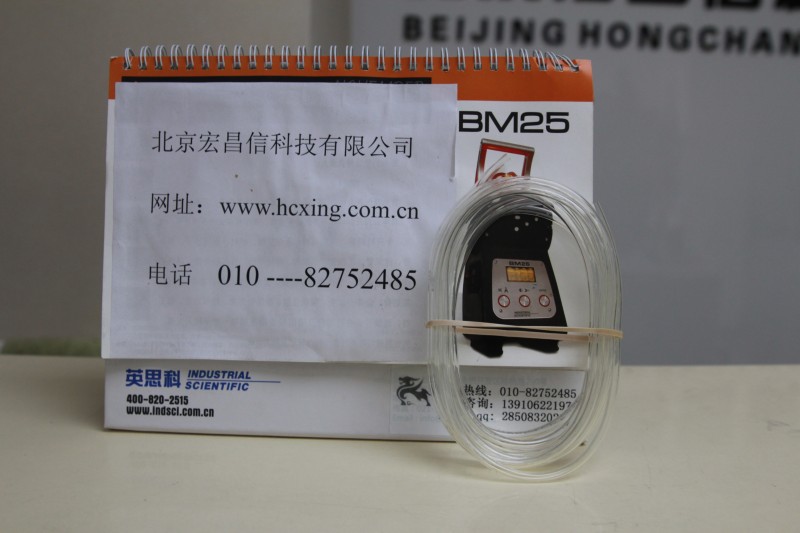 BEIJING HONGCHAN
BM25
北京宏昌信科技有限公司
网址：www.hcxing.com.cn
电话 010 ----82752485
BM25
英思科 INDUSTRIAL SCIENTIFIC
400-820-2515
www.indsci.com.cn
热线: 010-82752485
咨询: 1391062219
qq: 28508320